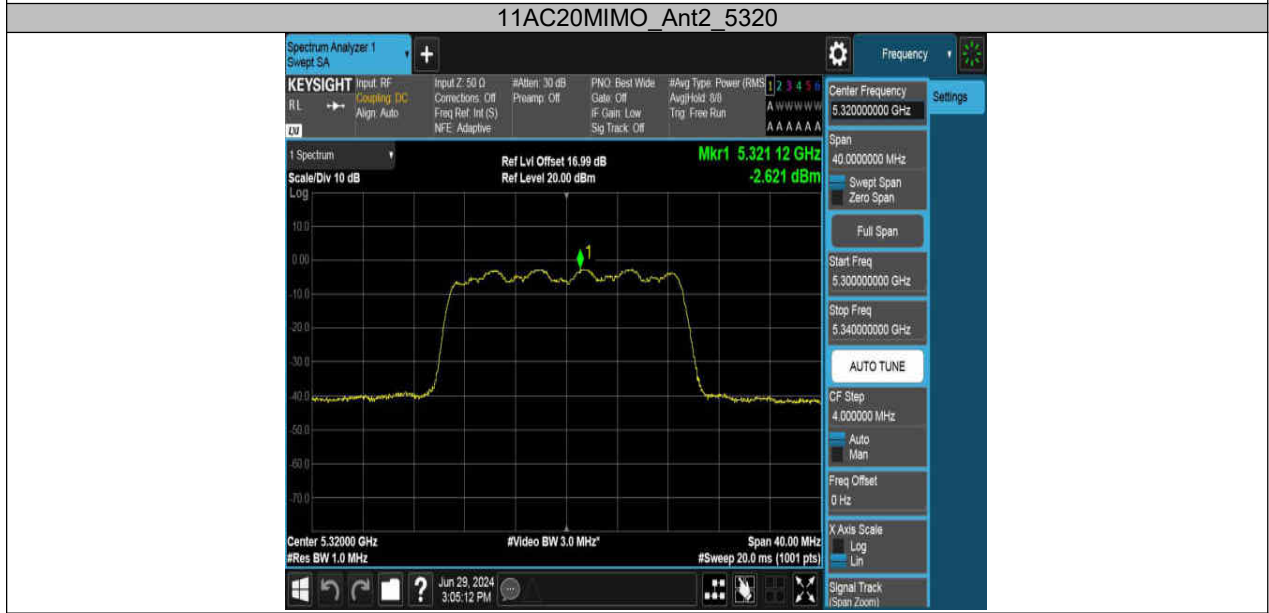 11AC20MIMO_Ant2_5320
Spectrum Analyzer 1
Swept SA
+
Frequency
KEYSIGHT
RL
LXI
Input: RF
Coupling: DC
Align: Auto
Input Z: 50 Ω
Corrections: Off
Freq Ref: Int (S)
NFE: Adaptive
#Atten: 30 dB
Preamp: Off
PNO: Best Wide
Gate: Off
IF Gain: Low
Sig Track: Off
#Avg Type: Power (RMS
Avg|Hold: 8/8
Trig: Free Run
1 2 3 4 5 6
A W W W W W
A A A A A A
1 Spectrum
Scale/Div 10 dB
Log
Ref Lvl Offset 16.99 dB
Ref Level 20.00 dBm
Mkr1 5.321 12 GHz
-2.621 dBm
10.0
0.00
-10.0
-20.0
-30.0
-40.0
-50.0
-60.0
-70.0
1
Center 5.32000 GHz
#Res BW 1.0 MHz
#Video BW 3.0 MHz*
Span 40.00 MHz
#Sweep 20.0 ms (1001 pts)
Jun 29, 2024
3:05:12 PM
?
Center Frequency
5.320000000 GHz
Settings
Span
40.0000000 MHz
Swept Span
Zero Span
Full Span
Start Freq
5.300000000 GHz
Stop Freq
5.340000000 GHz
AUTO TUNE
CF Step
4.000000 MHz
Auto
Man
Freq Offset
0 Hz
X Axis Scale
Log
Lin
Signal Track
(Span Zoom)